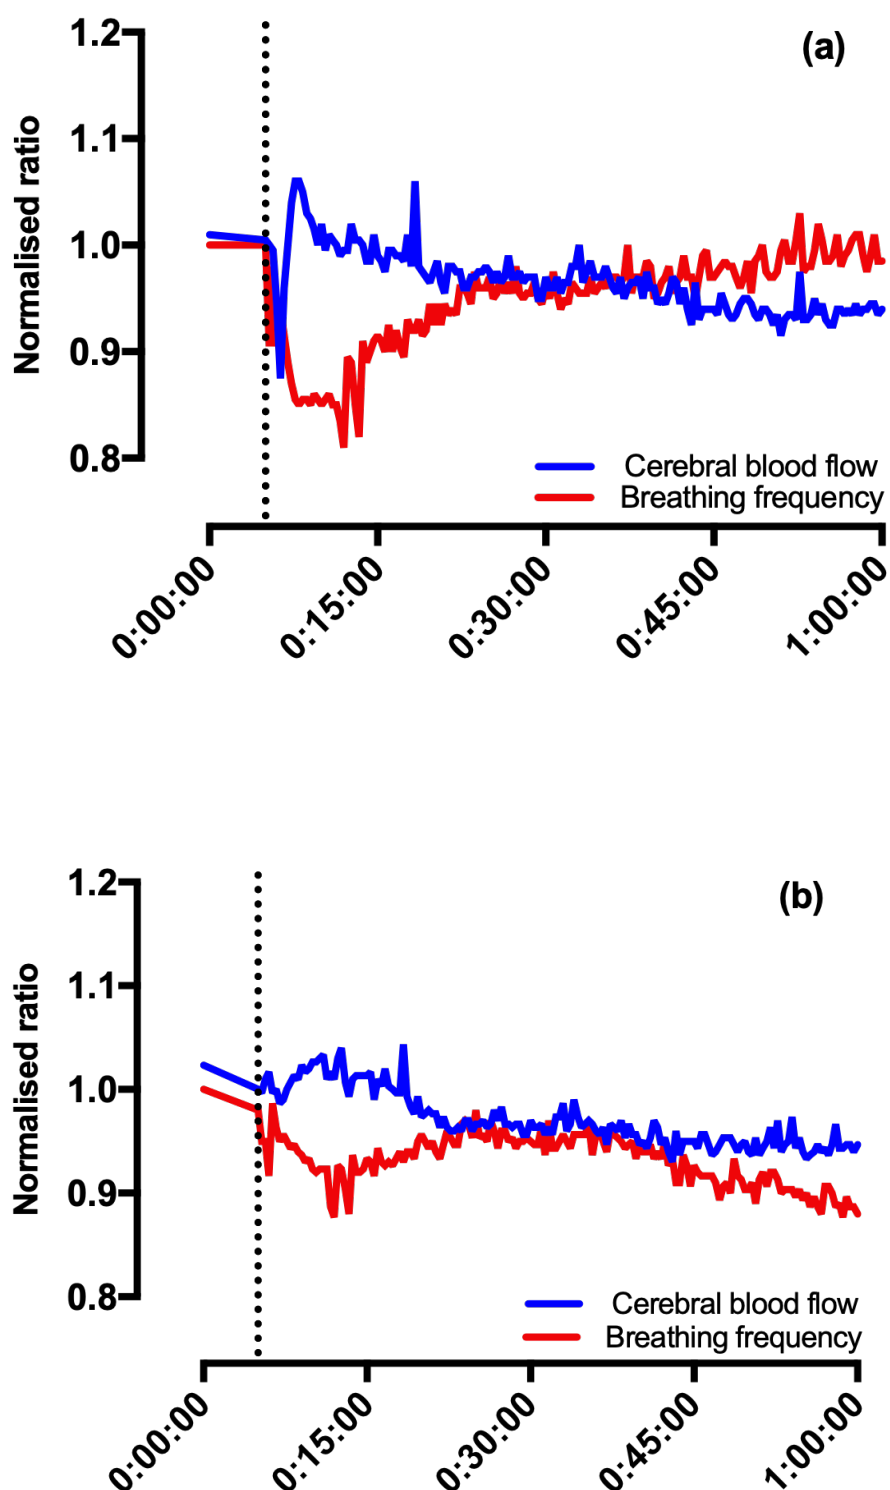 (a)
1.2
1.1
1.0
0.9
0.8
Normalised ratio
Cerebral blood flow
Breathing frequency
0:00:00
0:15:00
0:30:00
0:45:00
1:00:00
(b)
1.2
1.1
1.0
0.9
0.8
Normalised ratio
Cerebral blood flow
Breathing frequency
0:00:00
0:15:00
0:30:00
0:45:00
1:00:00